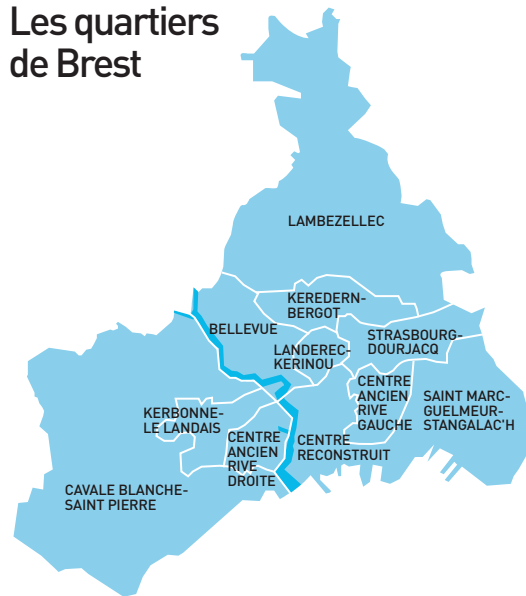 Les quartiers
de Brest
LAMBEZELLEC
KEREDERN-
BERGOT
BELLEVUE
STRASBOURG-
DOURJACQ
LANDEREC-
KERINOU
CENTRE
ANCIEN
RIVE
GAUCHE
SAINT MARC-
GUELMEUR-
STANGALAC'H
KERBONNE-
LE LANDAIS
CENTRE
ANCIEN
RIVE
DROITE
CENTRE
RECONSTRUIT
CAVALE BLANCHE-
SAINT PIERRE